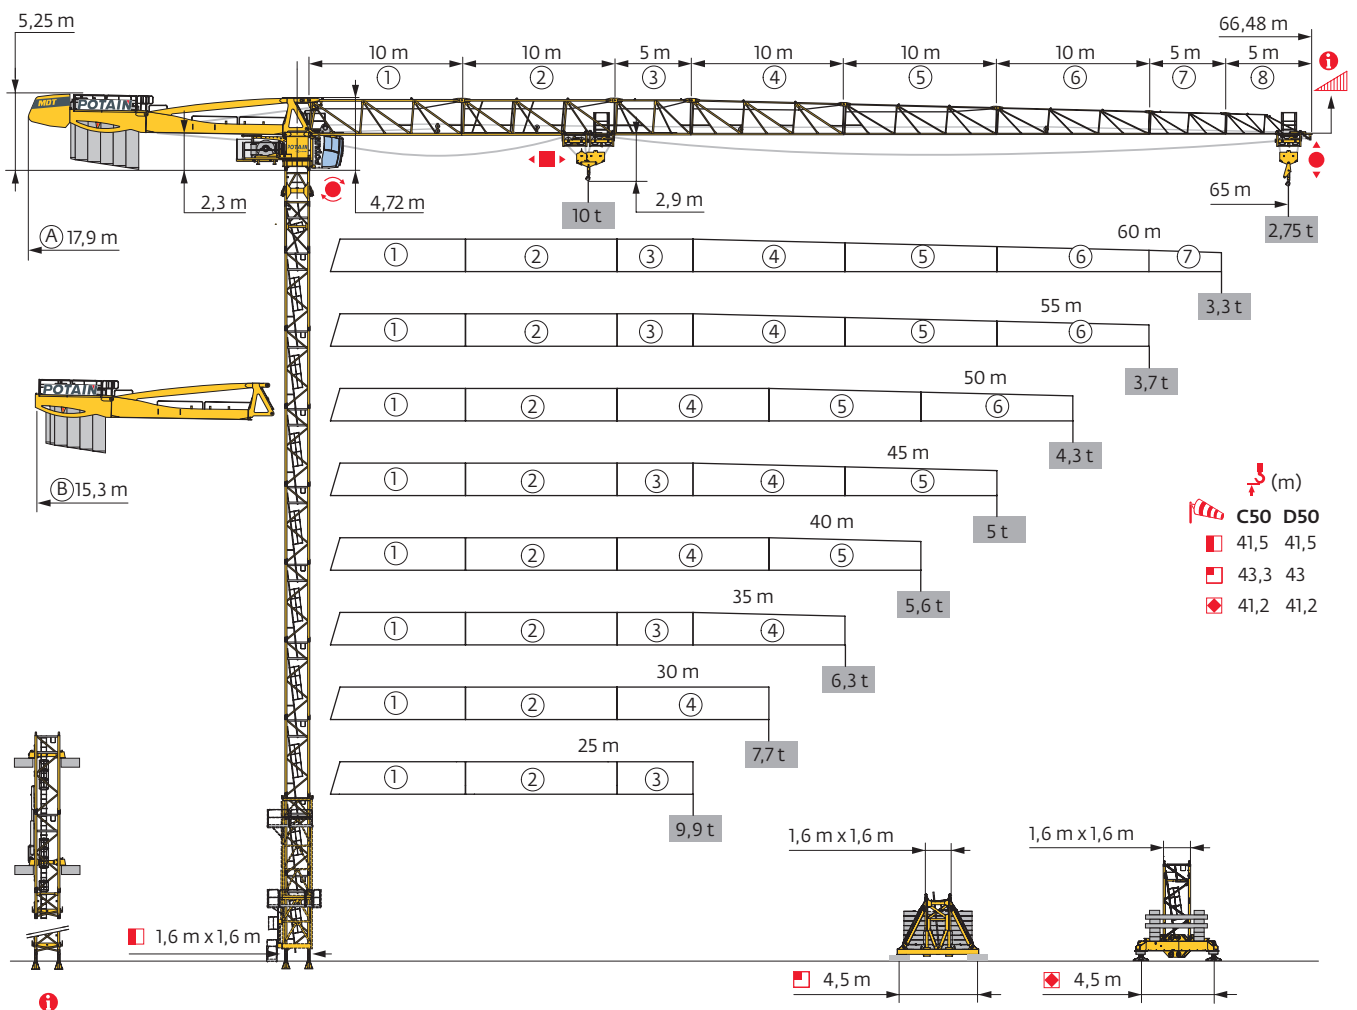 5,25 m
66,48 m
10 m 10 m 5 m 10 m 10 m 10 m 5 m 5 m
1 2 3 4 5 6 7 8
i
MDT POTAIN
POTAIN
2,3 m
4,72 m
2,9 m
65 m
10 t
2,75 t
A 17,9 m
60 m
1 2 3 4 5 6 7
3,3 t
55 m
1 2 3 4 5 6
3,7 t
POTAIN
50 m
1 2 4 5 6
4,3 t
B 15,3 m
45 m
1 2 3 4 5
5 t
(m)
C50 D50
41,5 41,5
43,3 43
41,2 41,2
40 m
1 2 4 5
5,6 t
35 m
1 2 3 4
6,3 t
30 m
1 2 4
7,7 t
25 m
1 2 3
9,9 t
1,6 m x 1,6 m
1,6 m x 1,6 m
1,6 m x 1,6 m
4,5 m
4,5 m
i